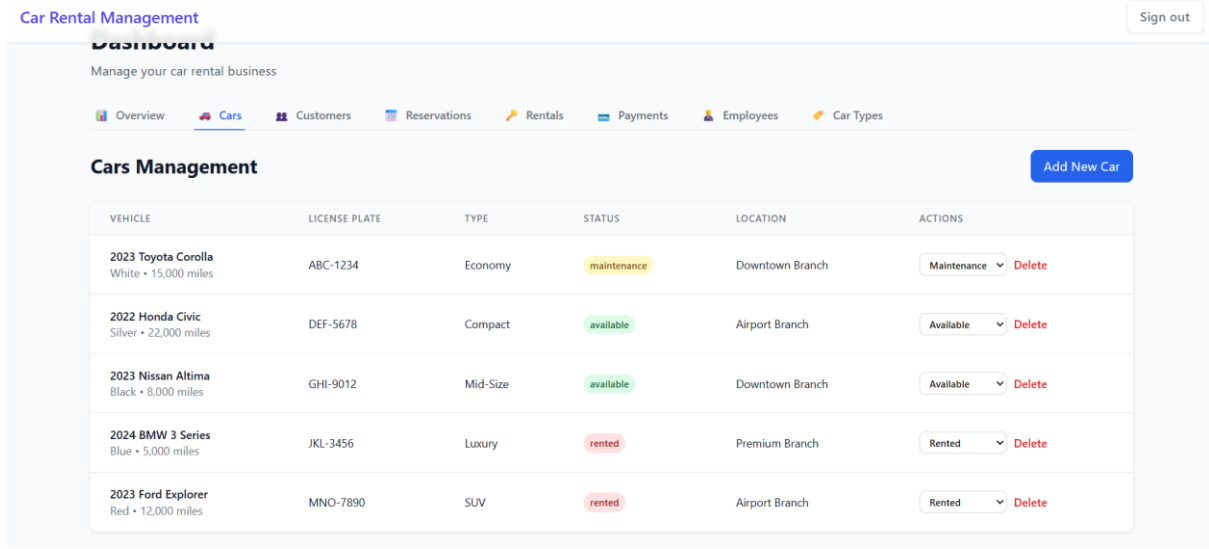 Car Rental Management
Sign out
Dashboard
Manage your car rental business
Overview Cars Customers Reservations Rentals Payments Employees Car Types
Cars Management
Add New Car
VEHICLE LICENSE PLATE TYPE STATUS LOCATION ACTIONS
2023 Toyota Corolla
White • 15,000 miles
ABC-1234 Economy maintenance Downtown Branch Maintenance Delete
2022 Honda Civic
Silver • 22,000 miles
DEF-5678 Compact available Airport Branch Available Delete
2023 Nissan Altima
Black • 8,000 miles
GHI-9012 Mid-Size available Downtown Branch Available Delete
2024 BMW 3 Series
Blue • 5,000 miles
JKL-3456 Luxury rented Premium Branch Rented Delete
2023 Ford Explorer
Red • 12,000 miles
MNO-7890 SUV rented Airport Branch Rented Delete